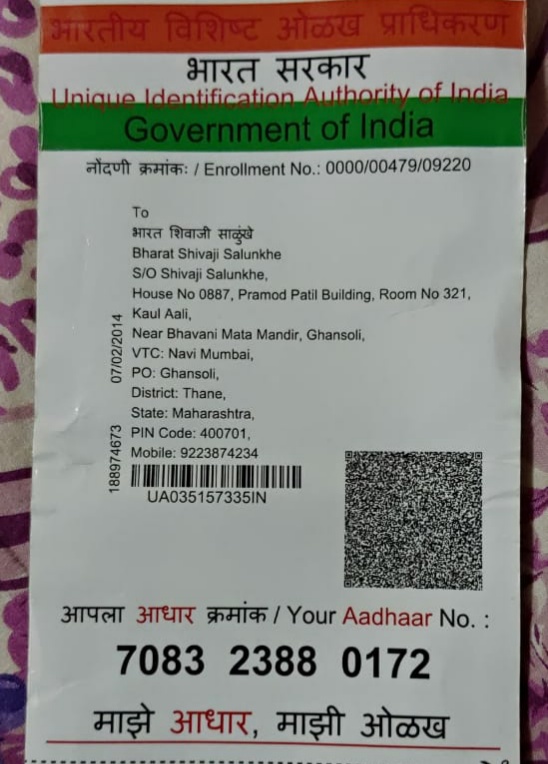 भारतीय विशिष्ट ओळख प्राधिकरण
भारत सरकार
Unique Identification Authority of India
Government of India
नोंदणी क्रमांक: / Enrollment No.: 0000/00479/09220
To
भारत शिवाजी साळुंखे
Bharat Shivaji Salunkhe
S/O Shivaji Salunkhe,
House No 0887, Pramod Patil Building, Room No 321,
Kaul Aali,
Near Bhavani Mata Mandir, Ghansoli,
VTC: Navi Mumbai,
PO: Ghansoli,
District: Thane,
State: Maharashtra,
PIN Code: 400701,
Mobile: 9223874234
188974673 07/02/2014
UA035157335IN
आपला आधार क्रमांक / Your Aadhaar No. :
7083 2388 0172
माझे आधार, माझी ओळख